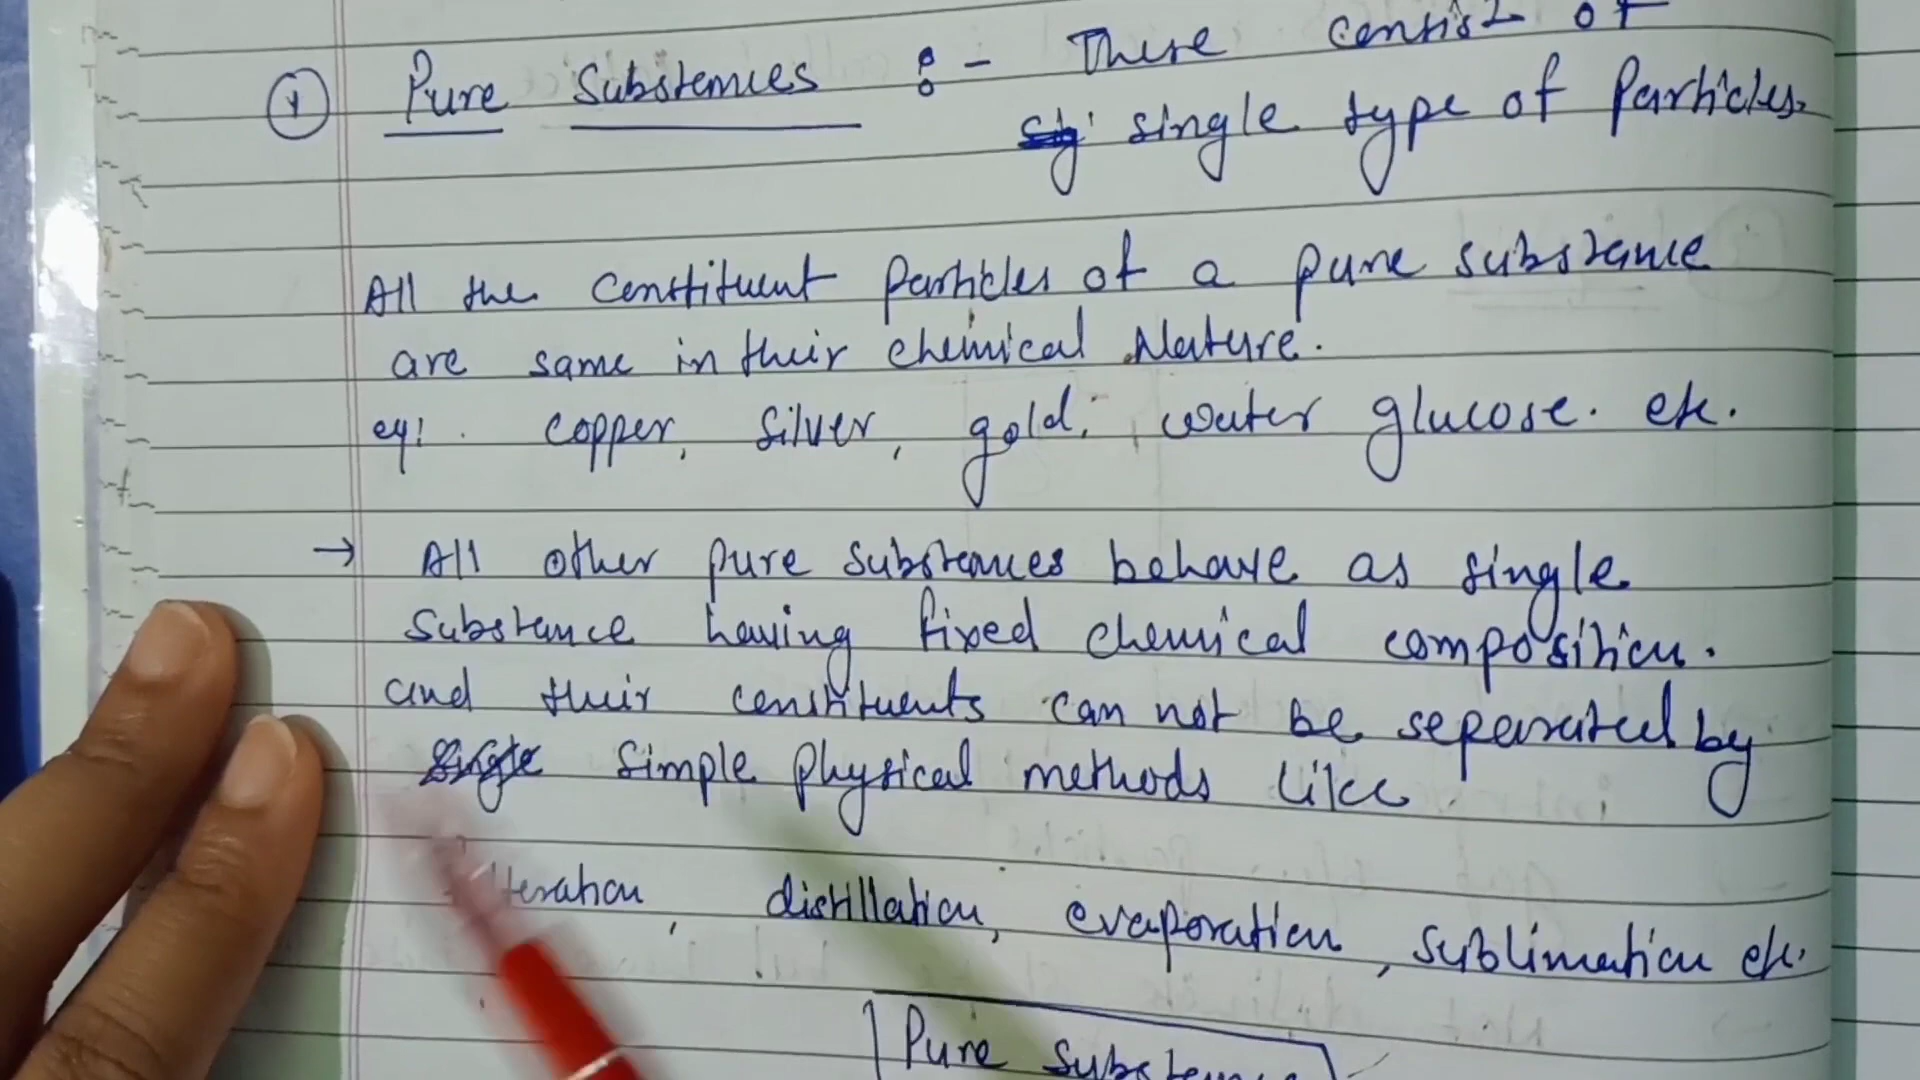 ① Pure Substences :- These consist of
single type of Particles.
All the constituent particles of a pure substance
are same in their chemical Nature.
eg: copper, silver, gold, water glucose. etc.
→ All other pure substences behave as single
substance having fixed chemical composition.
and their constituents can not be separated by
simple physical methods like
filteration, distillation, evaporation, sublimation etc.
Pure